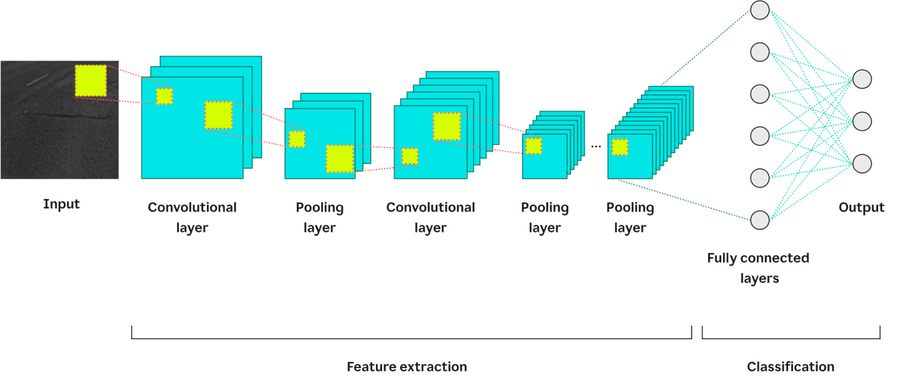 Input
Convolutional
layer
Pooling
layer
Convolutional
layer
Pooling
layer
...
Pooling
layer
Fully connected
layers
Output
Feature extraction
Classification